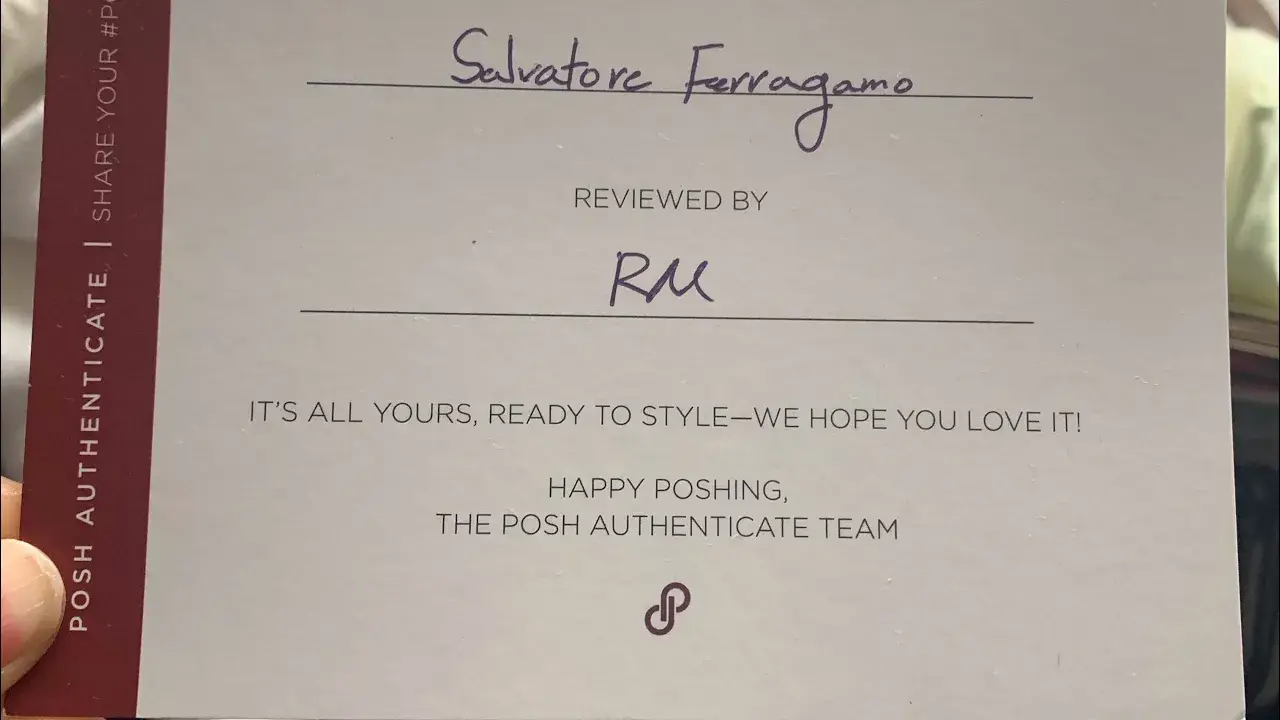 Salvatore Ferragamo
REVIEWED BY
RM
IT'S ALL YOURS, READY TO STYLE—WE HOPE YOU LOVE IT!
HAPPY POSHING,
THE POSH AUTHENTICATE TEAM
POSH AUTHENTICATE | SHARE YOUR